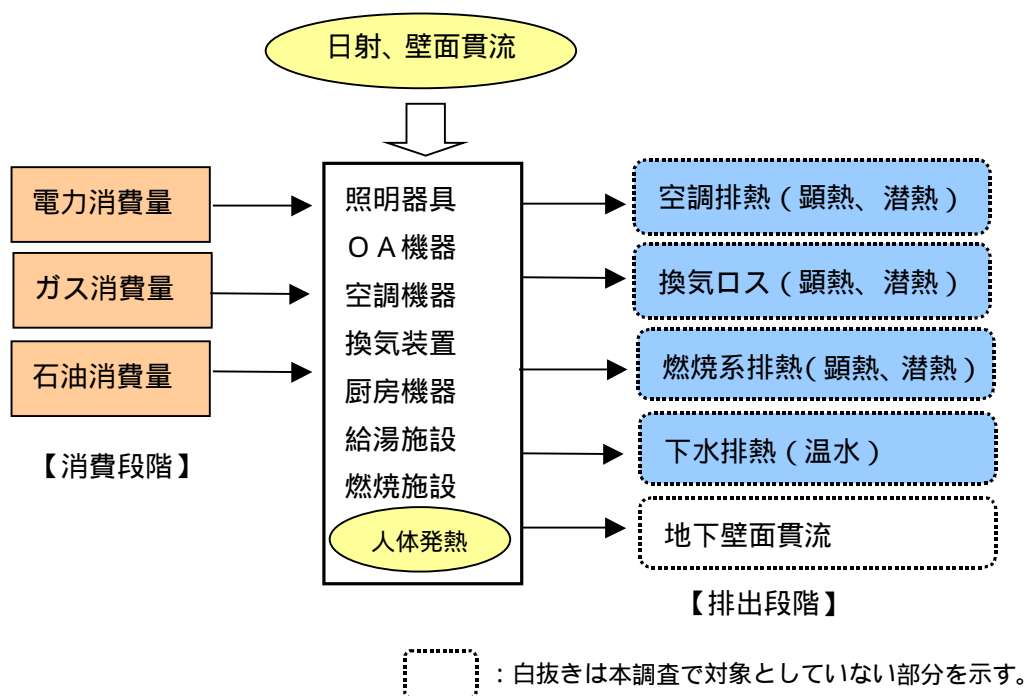 日射、壁面貫流
電力消費量
ガス消費量
石油消費量
【消費段階】
照明器具
ＯＡ機器
空調機器
換気装置
厨房機器
給湯施設
燃焼施設
人体発熱
空調排熱（顕熱、潜熱）
換気ロス（顕熱、潜熱）
燃焼系排熱（顕熱、潜熱）
下水排熱（温水）
地下壁面貫流
【排出段階】
：白抜きは本調査で対象としていない部分を示す。